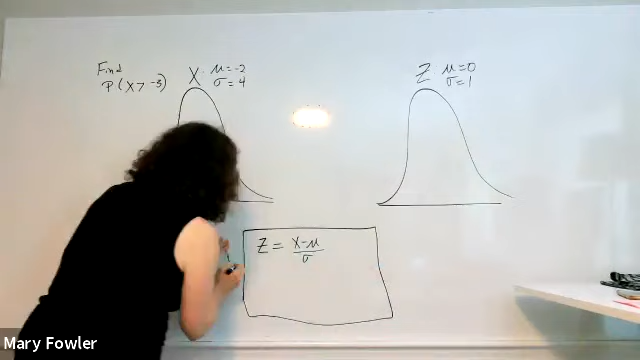 Find
P(X > -3)
X μ = -2
σ = 4
Z μ = 0
σ = 1
Z = X-μ
σ
Mary Fowler